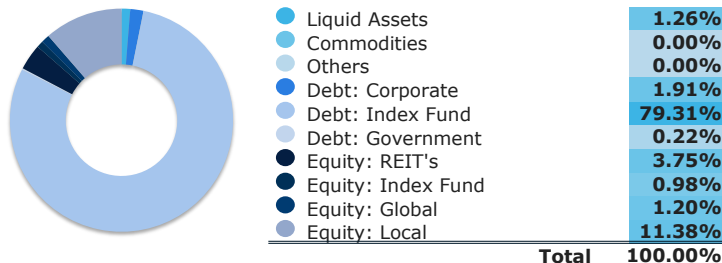 Liquid Assets 1.26%
Commodities 0.00%
Others 0.00%
Debt: Corporate 1.91%
Debt: Index Fund 79.31%
Debt: Government 0.22%
Equity: REIT's 3.75%
Equity: Index Fund 0.98%
Equity: Global 1.20%
Equity: Local 11.38%
Total 100.00%